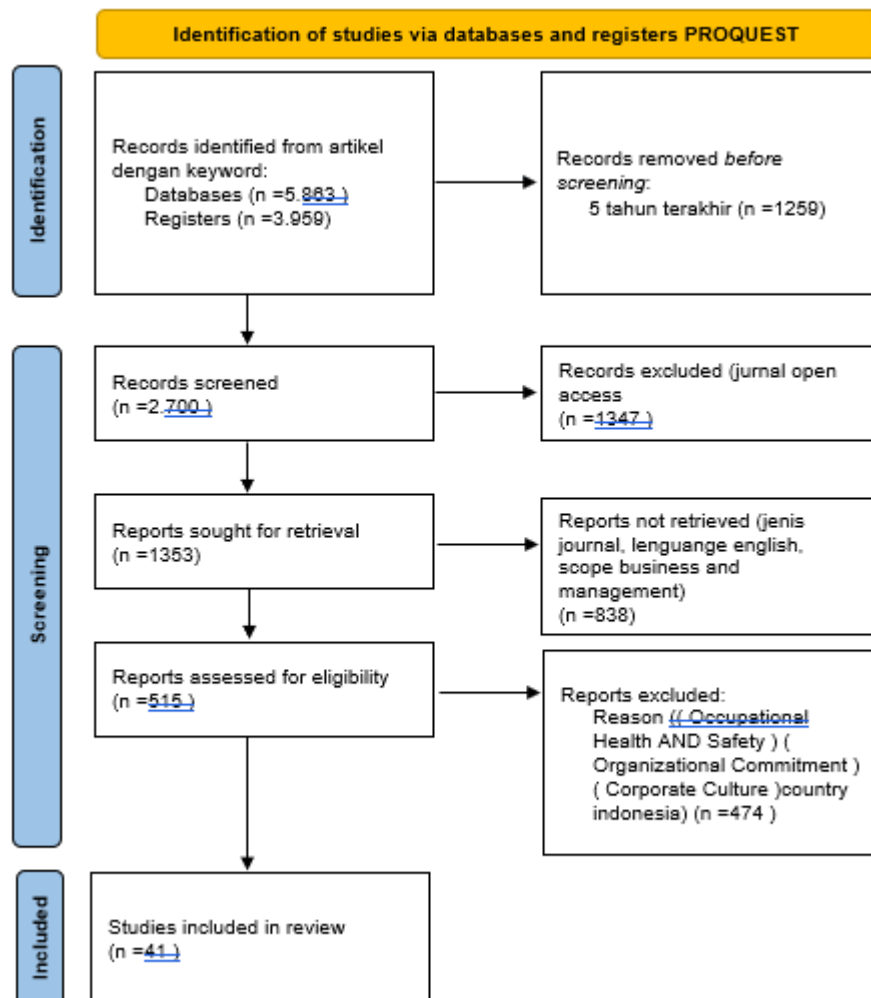 Identification of studies via databases and registers PROQUEST
Identification
Records identified from artikel
dengan keyword:
Databases (n =5.863 )
Registers (n =3.959)
Records removed before
screening:
5 tahun terakhir (n =1259)
Screening
Records screened
(n =2.700 )
Records excluded (jurnal open
access
(n =1347 )
Reports sought for retrieval
(n =1353)
Reports not retrieved (jenis
journal, lenguange english,
scope business and
management)
(n =838)
Reports assessed for eligibility
(n =515 )
Reports excluded:
Reason (( Occupational
Health AND Safety ) (
Organizational Commitment )
( Corporate Culture )country
indonesia) (n =474 )
Included
Studies included in review
(n =41 )